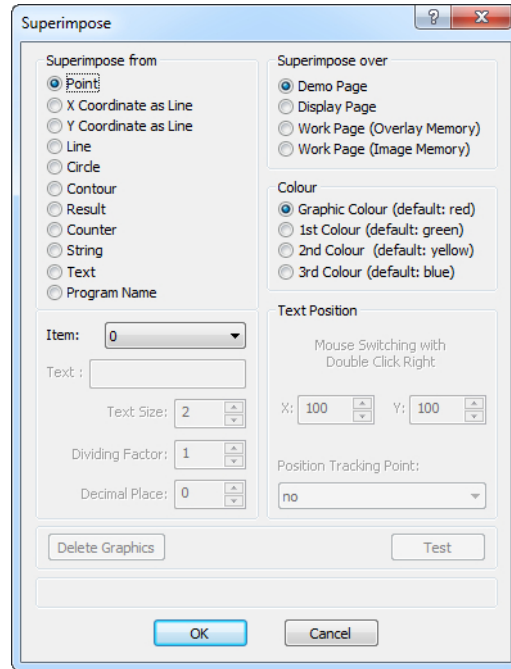 Superimpose
Superimpose from
Point
X Coordinate as Line
Y Coordinate as Line
Line
Circle
Contour
Result
Counter
String
Text
Program Name
Superimpose over
Demo Page
Display Page
Work Page (Overlay Memory)
Work Page (Image Memory)
Colour
Graphic Colour (default: red)
1st Colour (default: green)
2nd Colour (default: yellow)
3rd Colour (default: blue)
Item: 0
Text :
Text Size: 2
Dividing Factor: 1
Decimal Place: 0
Text Position
Mouse Switching with
Double Click Right
X: 100 Y: 100
Position Tracking Point:
no
Delete Graphics Test
OK Cancel